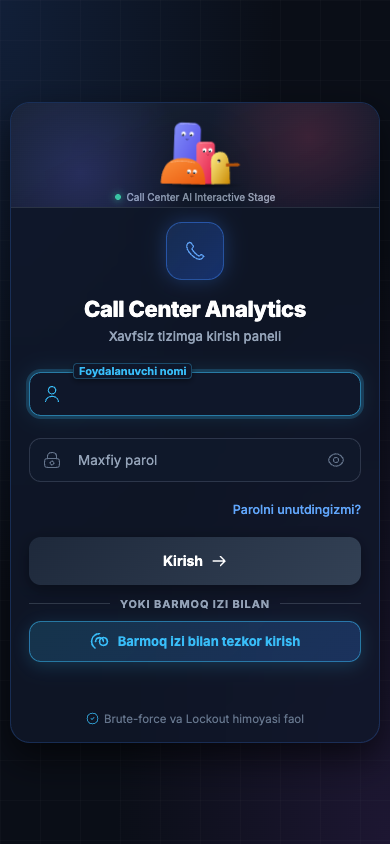 Call Center AI Interactive Stage
Call Center Analytics
Xavfsiz tizimga kirish paneli
Foydalanuvchi nomi
Maxfiy parol
Parolni unutdingizmi?
Kirish →
YOKI BARMOQ IZI BILAN
Barmoq izi bilan tezkor kirish
Brute-force va Lockout himoyasi faol